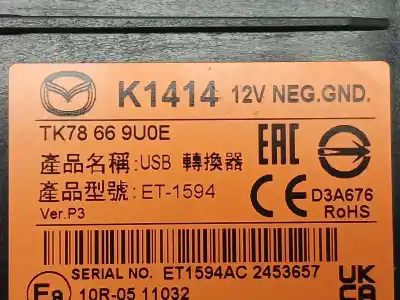 K1414 12V NEG.GND.
TK78 66 9U0E
產品名稱:USB 轉換器
產品型號: ET-1594
Ver.P3
EAC
CE
D3A676
RoHS
SERIAL NO. ET1594AC 2453657
10R-05 11032
UK
CA